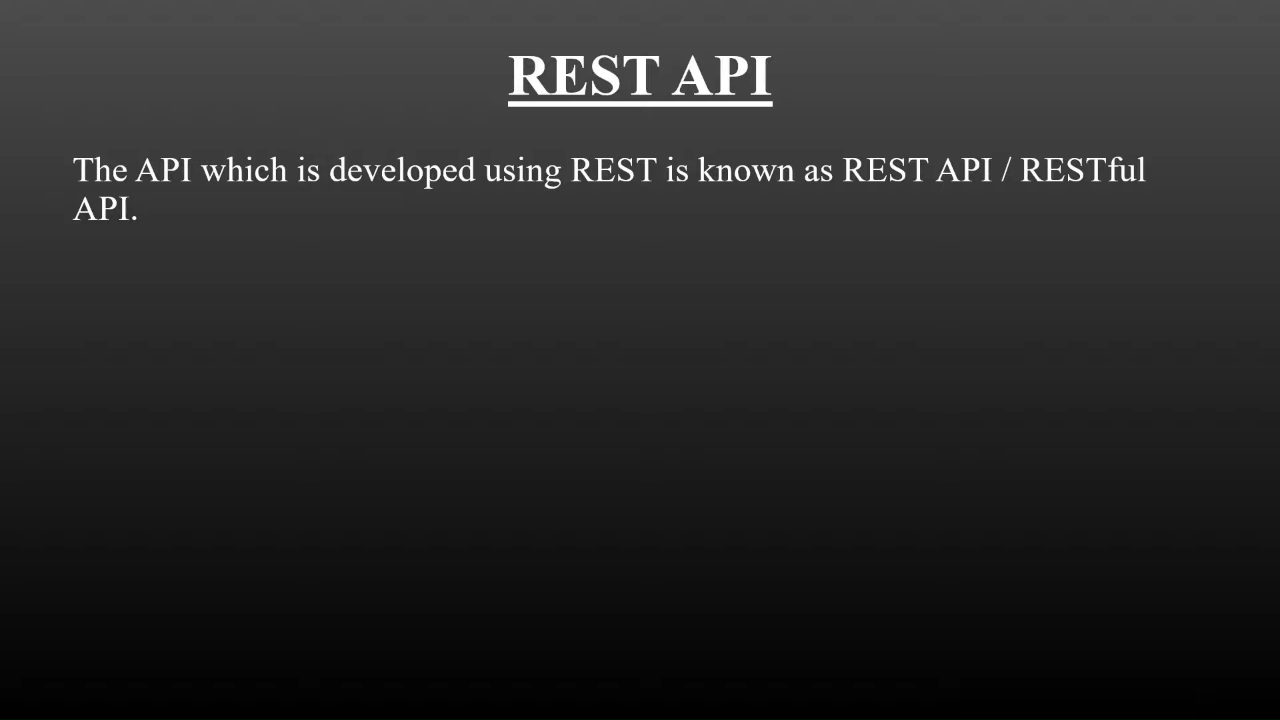 REST API
The API which is developed using REST is known as REST API / RESTful
API.